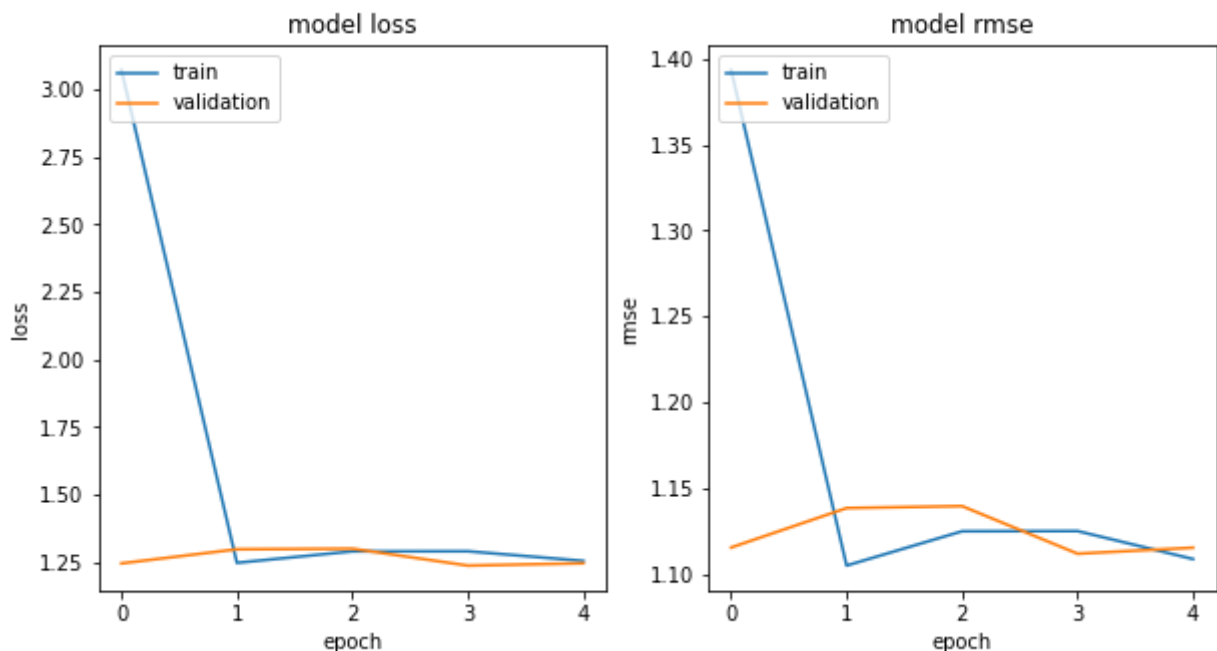 model loss
train
validation
3.00
2.75
2.50
2.25
2.00
1.75
1.50
1.25
loss
0 1 2 3 4
epoch
model rmse
train
validation
1.40
1.35
1.30
1.25
1.20
1.15
1.10
rmse
0 1 2 3 4
epoch